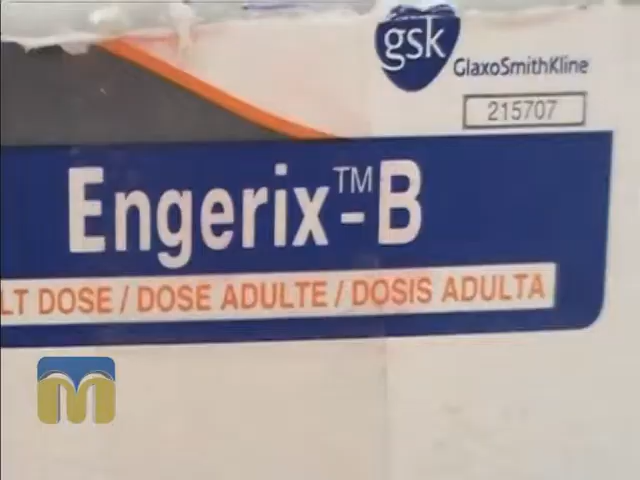 gsk
GlaxoSmithKline
215707
Engerix™-B
LT DOSE / DOSE ADULTE / DOSIS ADULTA
M